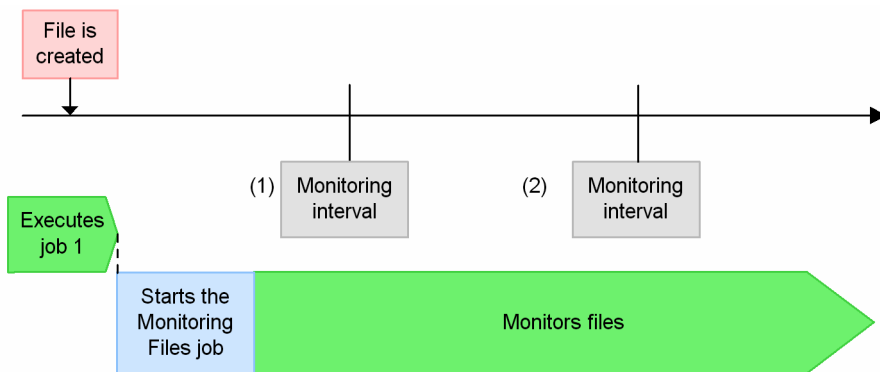 File is
created
(1)
Monitoring
interval
(2)
Monitoring
interval
Executes
job 1
Starts the
Monitoring
Files job
Monitors files